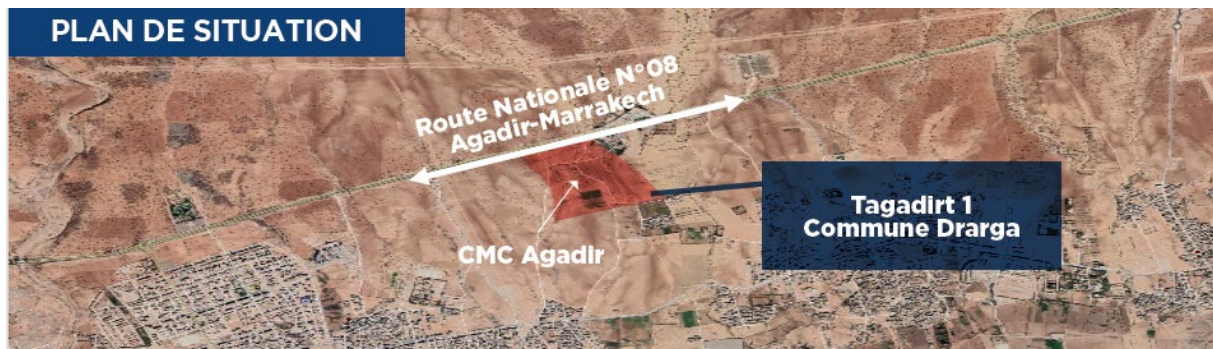 PLAN DE SITUATION
Route Nationale N°08
Agadir-Marrakech
CMC Agadir
Tagadirt 1
Commune Drarga